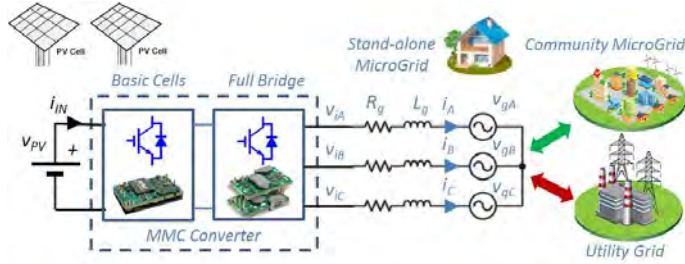 PV Cell
PV Cell
Stand-alone
MicroGrid
Community MicroGrid
Basic Cells
Full Bridge
i_IN
v_PV
+
v_iA
R_g
L_g
i_A
v_gA
v_iB
i_B
v_gB
v_iC
i_C
v_gC
MMC Converter
Utility Grid